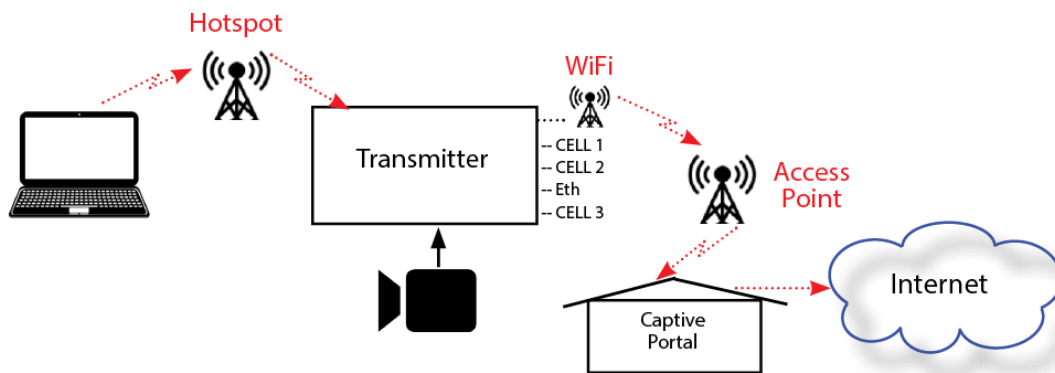 Hotspot
WiFi
Transmitter
-- CELL 1
-- CELL 2
-- Eth
-- CELL 3
Access
Point
Internet
Captive
Portal